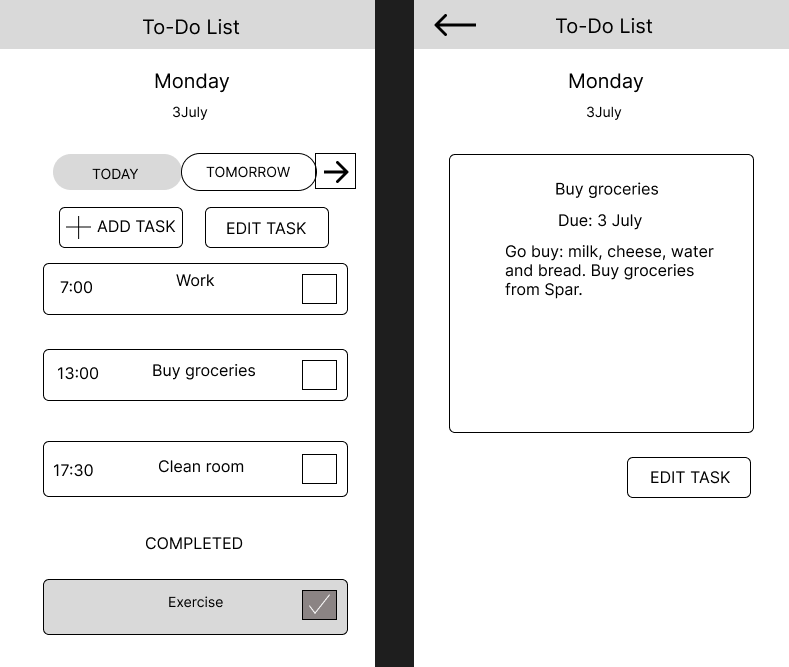 To-Do List
Monday
3July
TODAY
TOMORROW
ADD TASK
EDIT TASK
7:00
Work
13:00
Buy groceries
17:30
Clean room
COMPLETED
Exercise
To-Do List
Monday
3July
Buy groceries
Due: 3 July
Go buy: milk, cheese, water
and bread. Buy groceries
from Spar.
EDIT TASK